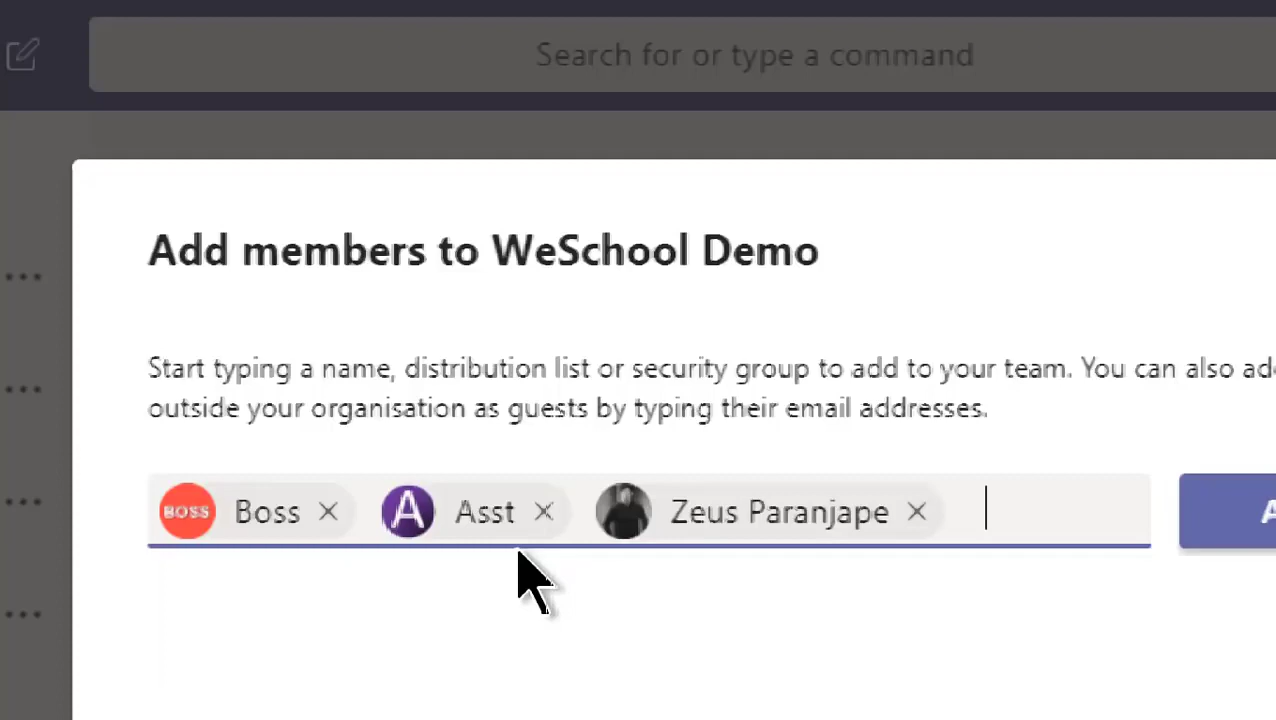 Search for or type a command
Add members to WeSchool Demo
Start typing a name, distribution list or security group to add to your team. You can also ad
outside your organisation as guests by typing their email addresses.
BOSS Boss × A Asst × Zeus Paranjape × A